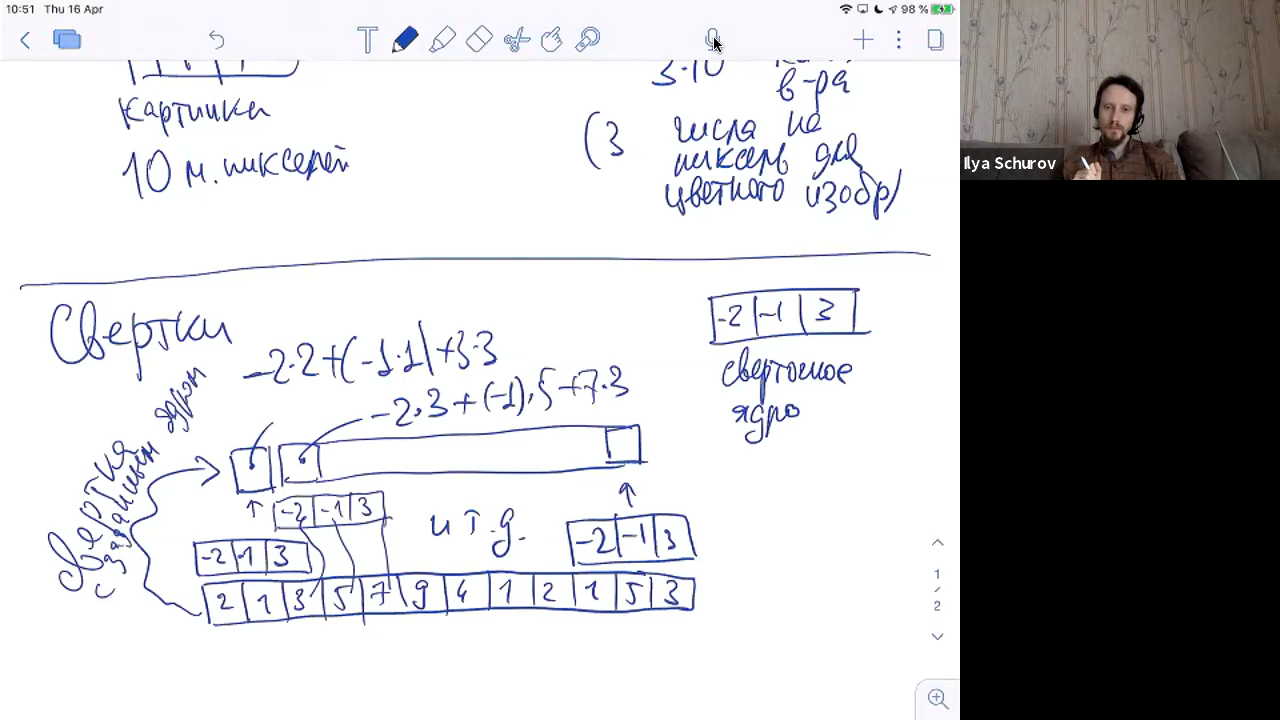 10:51 Thu 16 Apr
98 %
T
Ilya Schurov
Картинка
10 м. пикселей
3·10
в-ра
(3 числа на
пиксель для
цветного изобр)
Свертки
-2·2+(-1·1)+3·3
-2·3+(-1)·5+7·3
-2 -1 3
сверточное
ядро
Свертка
с заданным ядром
-2 -1 3
и т.д.
-2 -1 3
-2 -1 3
2 1 3 5 7 9 4 1 2 1 5 3
1
2